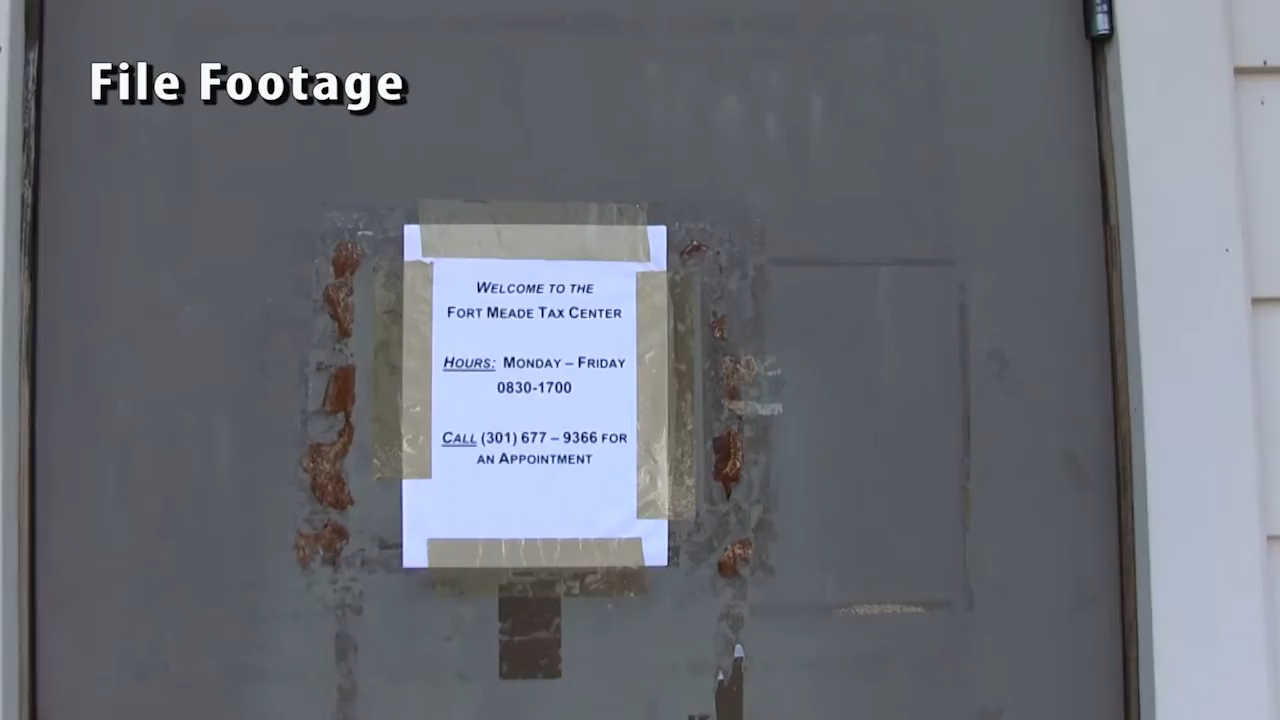 File Footage
WELCOME TO THE
FORT MEADE TAX CENTER
HOURS: MONDAY – FRIDAY
0830-1700
CALL (301) 677 – 9366 FOR
AN APPOINTMENT